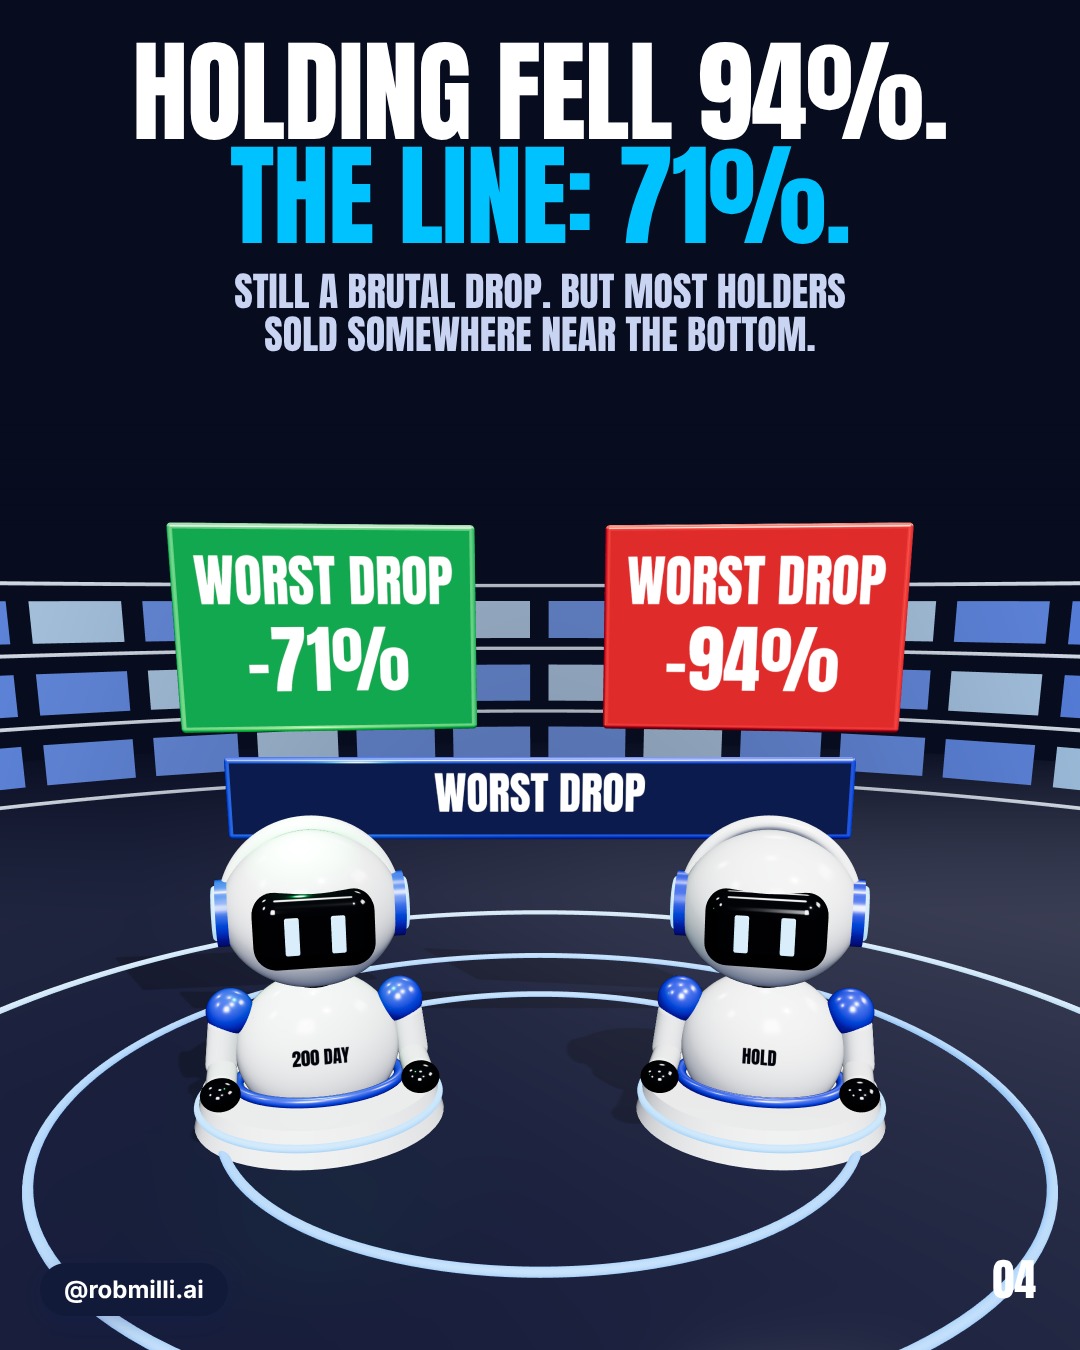 HOLDING FELL 94%.
THE LINE: 71%.
STILL A BRUTAL DROP. BUT MOST HOLDERS
SOLD SOMEWHERE NEAR THE BOTTOM.
WORST DROP
-71%
WORST DROP
-94%
WORST DROP
200 DAY
HOLD
@robmilli.ai
04